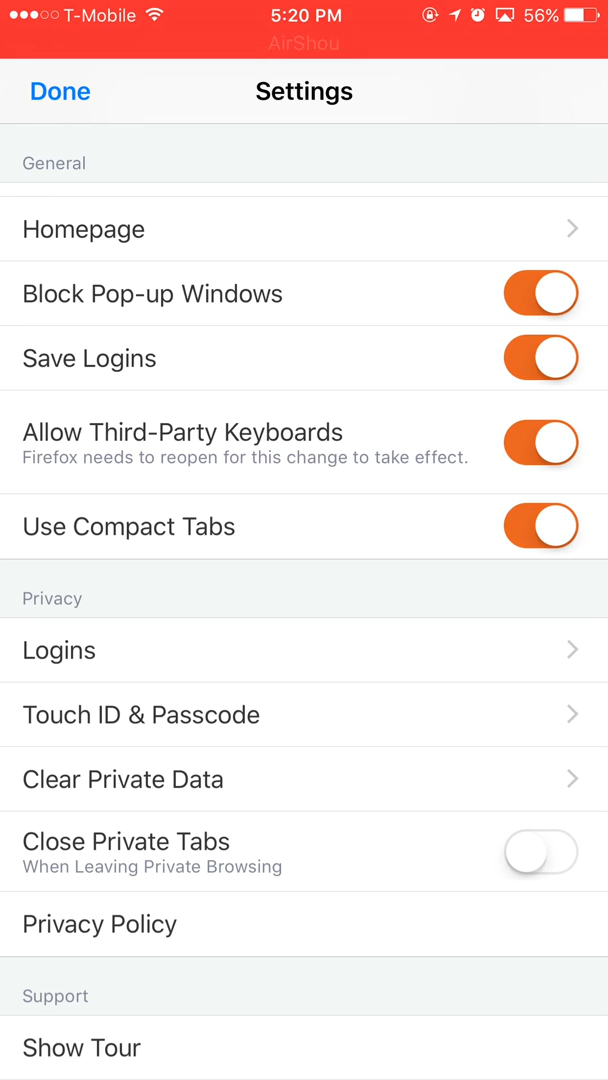 T-Mobile 5:20 PM 56%
AirShou
Done Settings
General
Homepage
Block Pop-up Windows
Save Logins
Allow Third-Party Keyboards
Firefox needs to reopen for this change to take effect.
Use Compact Tabs
Privacy
Logins
Touch ID & Passcode
Clear Private Data
Close Private Tabs
When Leaving Private Browsing
Privacy Policy
Support
Show Tour